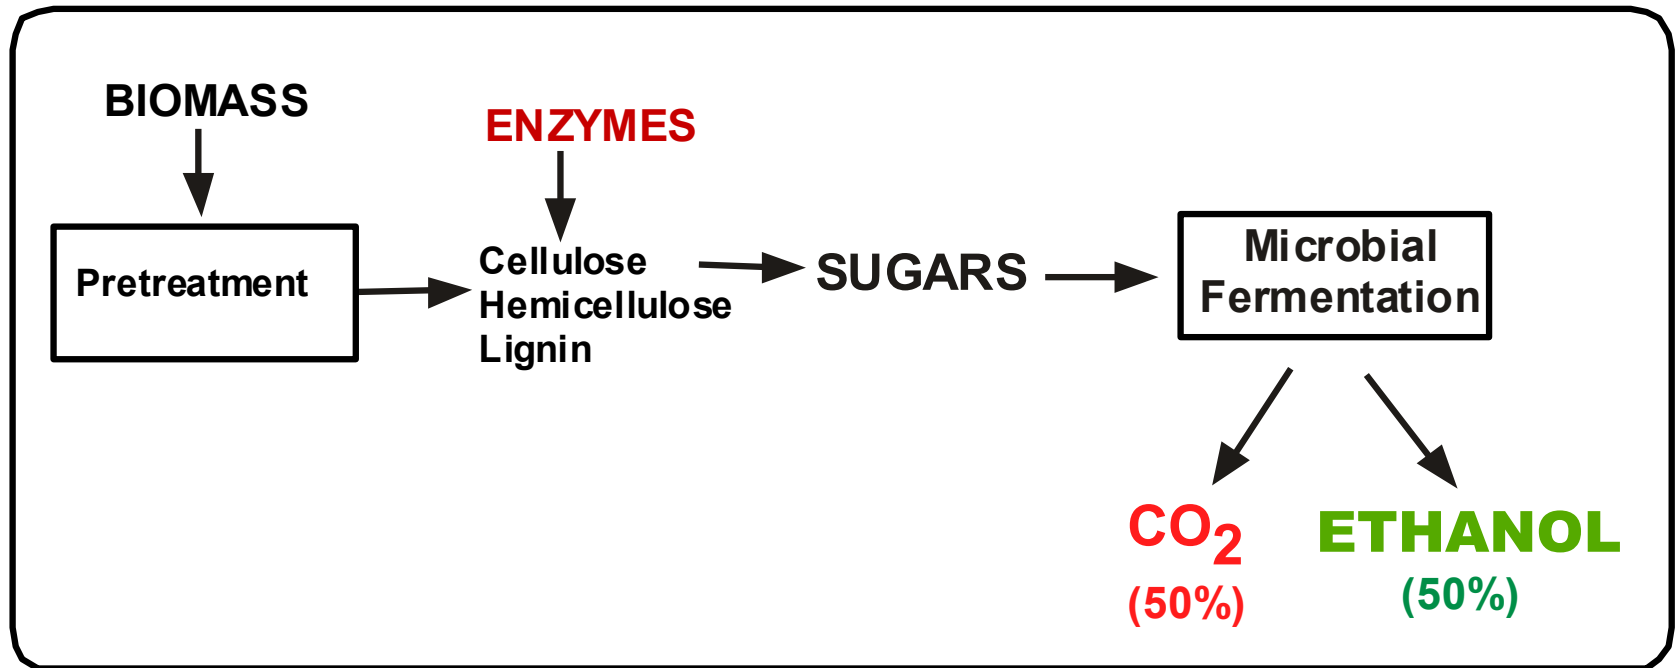 BIOMASS
ENZYMES
Pretreatment
Cellulose
Hemicellulose
Lignin
SUGARS
Microbial
Fermentation
CO2
(50%)
ETHANOL
(50%)